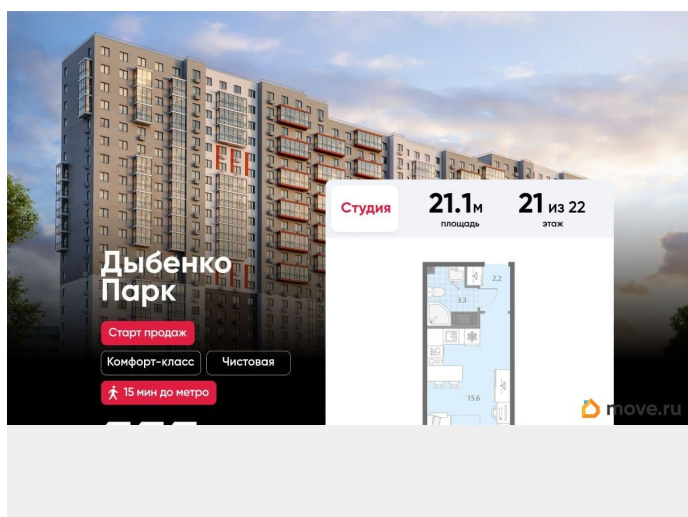 Студия
21.1м
площадь
21 из 22
этаж
Дыбенко
Парк
Старт продаж
Комфорт-класс
Чистовая
15 мин до метро
2.2
3.3
15.6
move.ru